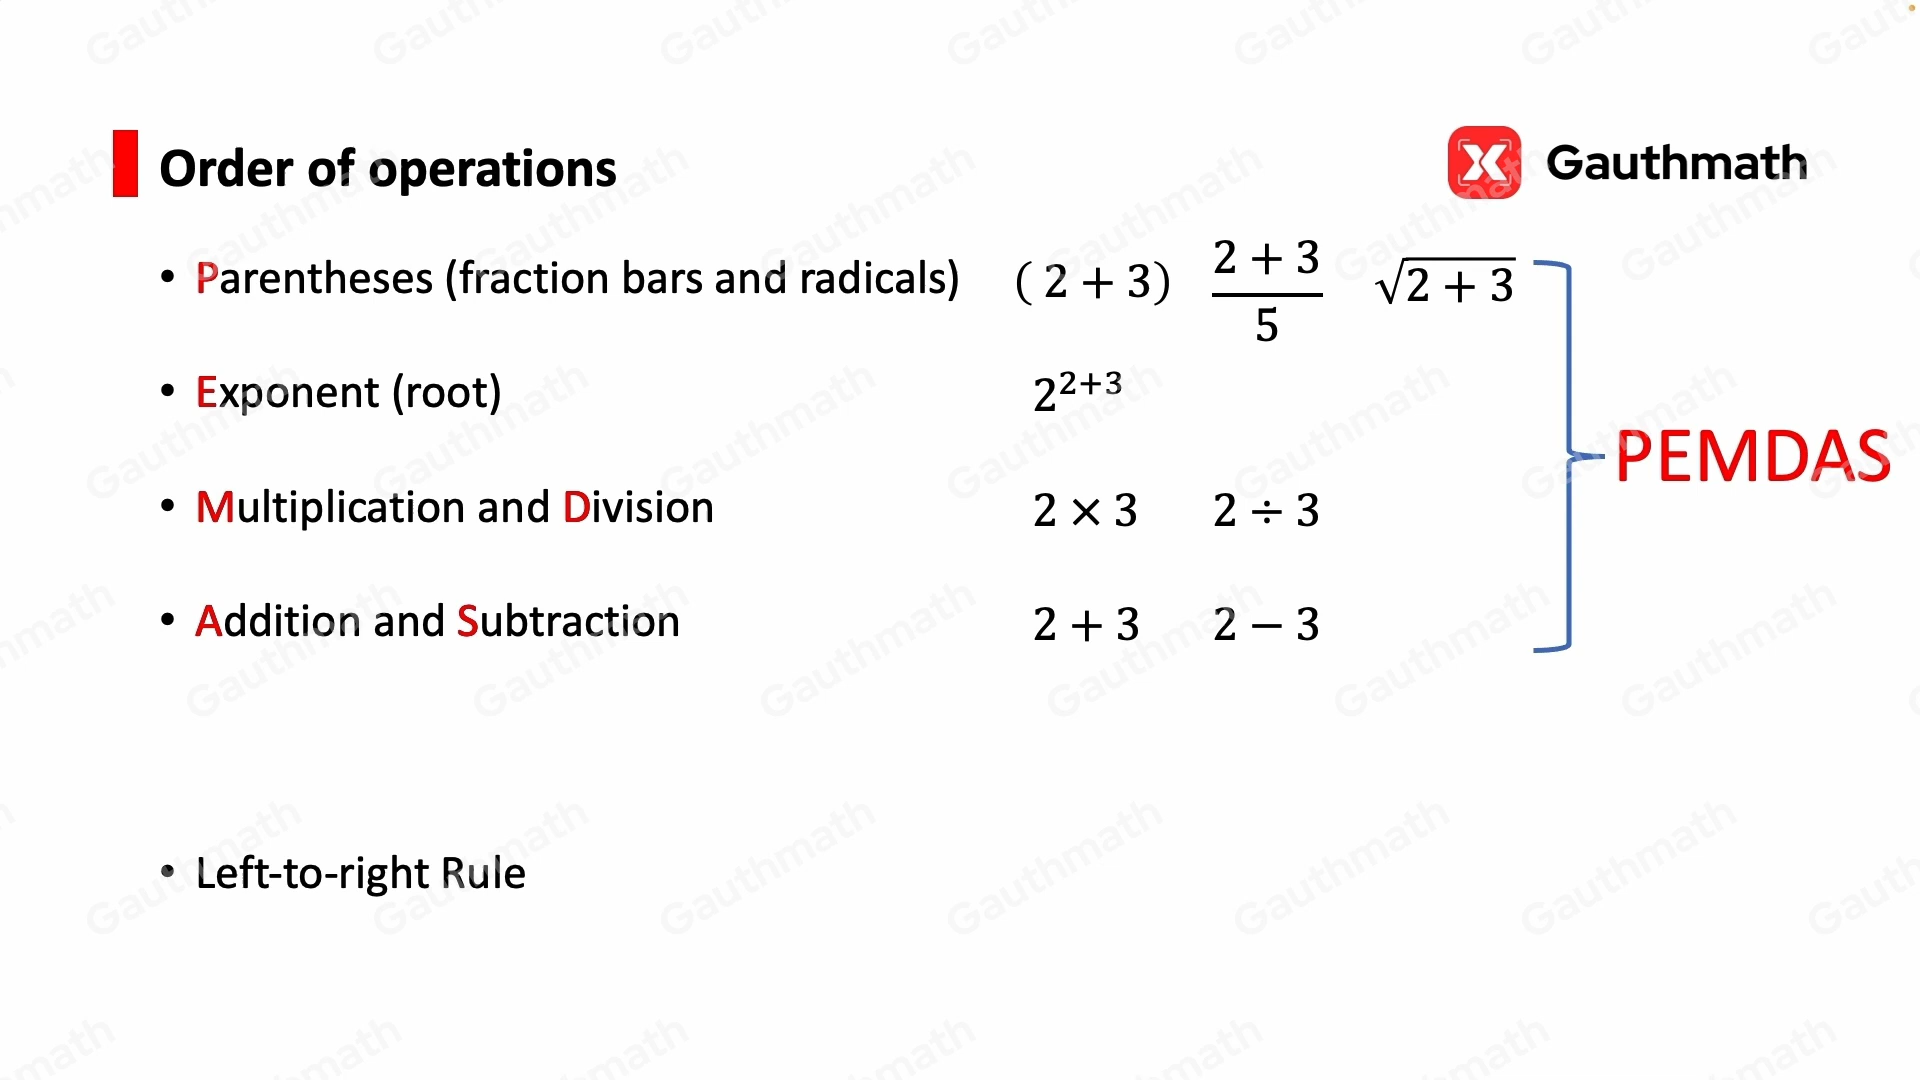 Order of operations
Gauthmath
• Parentheses (fraction bars and radicals) (2 + 3) \frac{2 + 3}{5} \sqrt{2 + 3}
• Exponent (root) 2^{2+3}
PEMDAS
• Multiplication and Division 2 × 3 2 ÷ 3
• Addition and Subtraction 2 + 3 2 − 3
• Left-to-right Rule